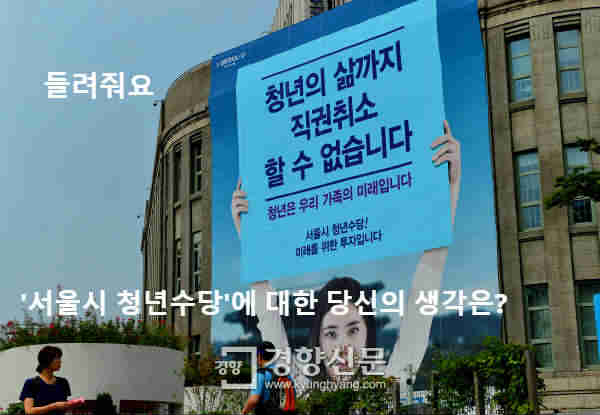 들려줘요
청년의 삶까지
직권취소
할 수 없습니다
청년은 우리 가족의 미래입니다
서울시 청년수당!
미래를 위한 투자입니다
'서울시 청년수당'에 대한 당신의 생각은?
경향 경향신문
www.kyunghyang.com